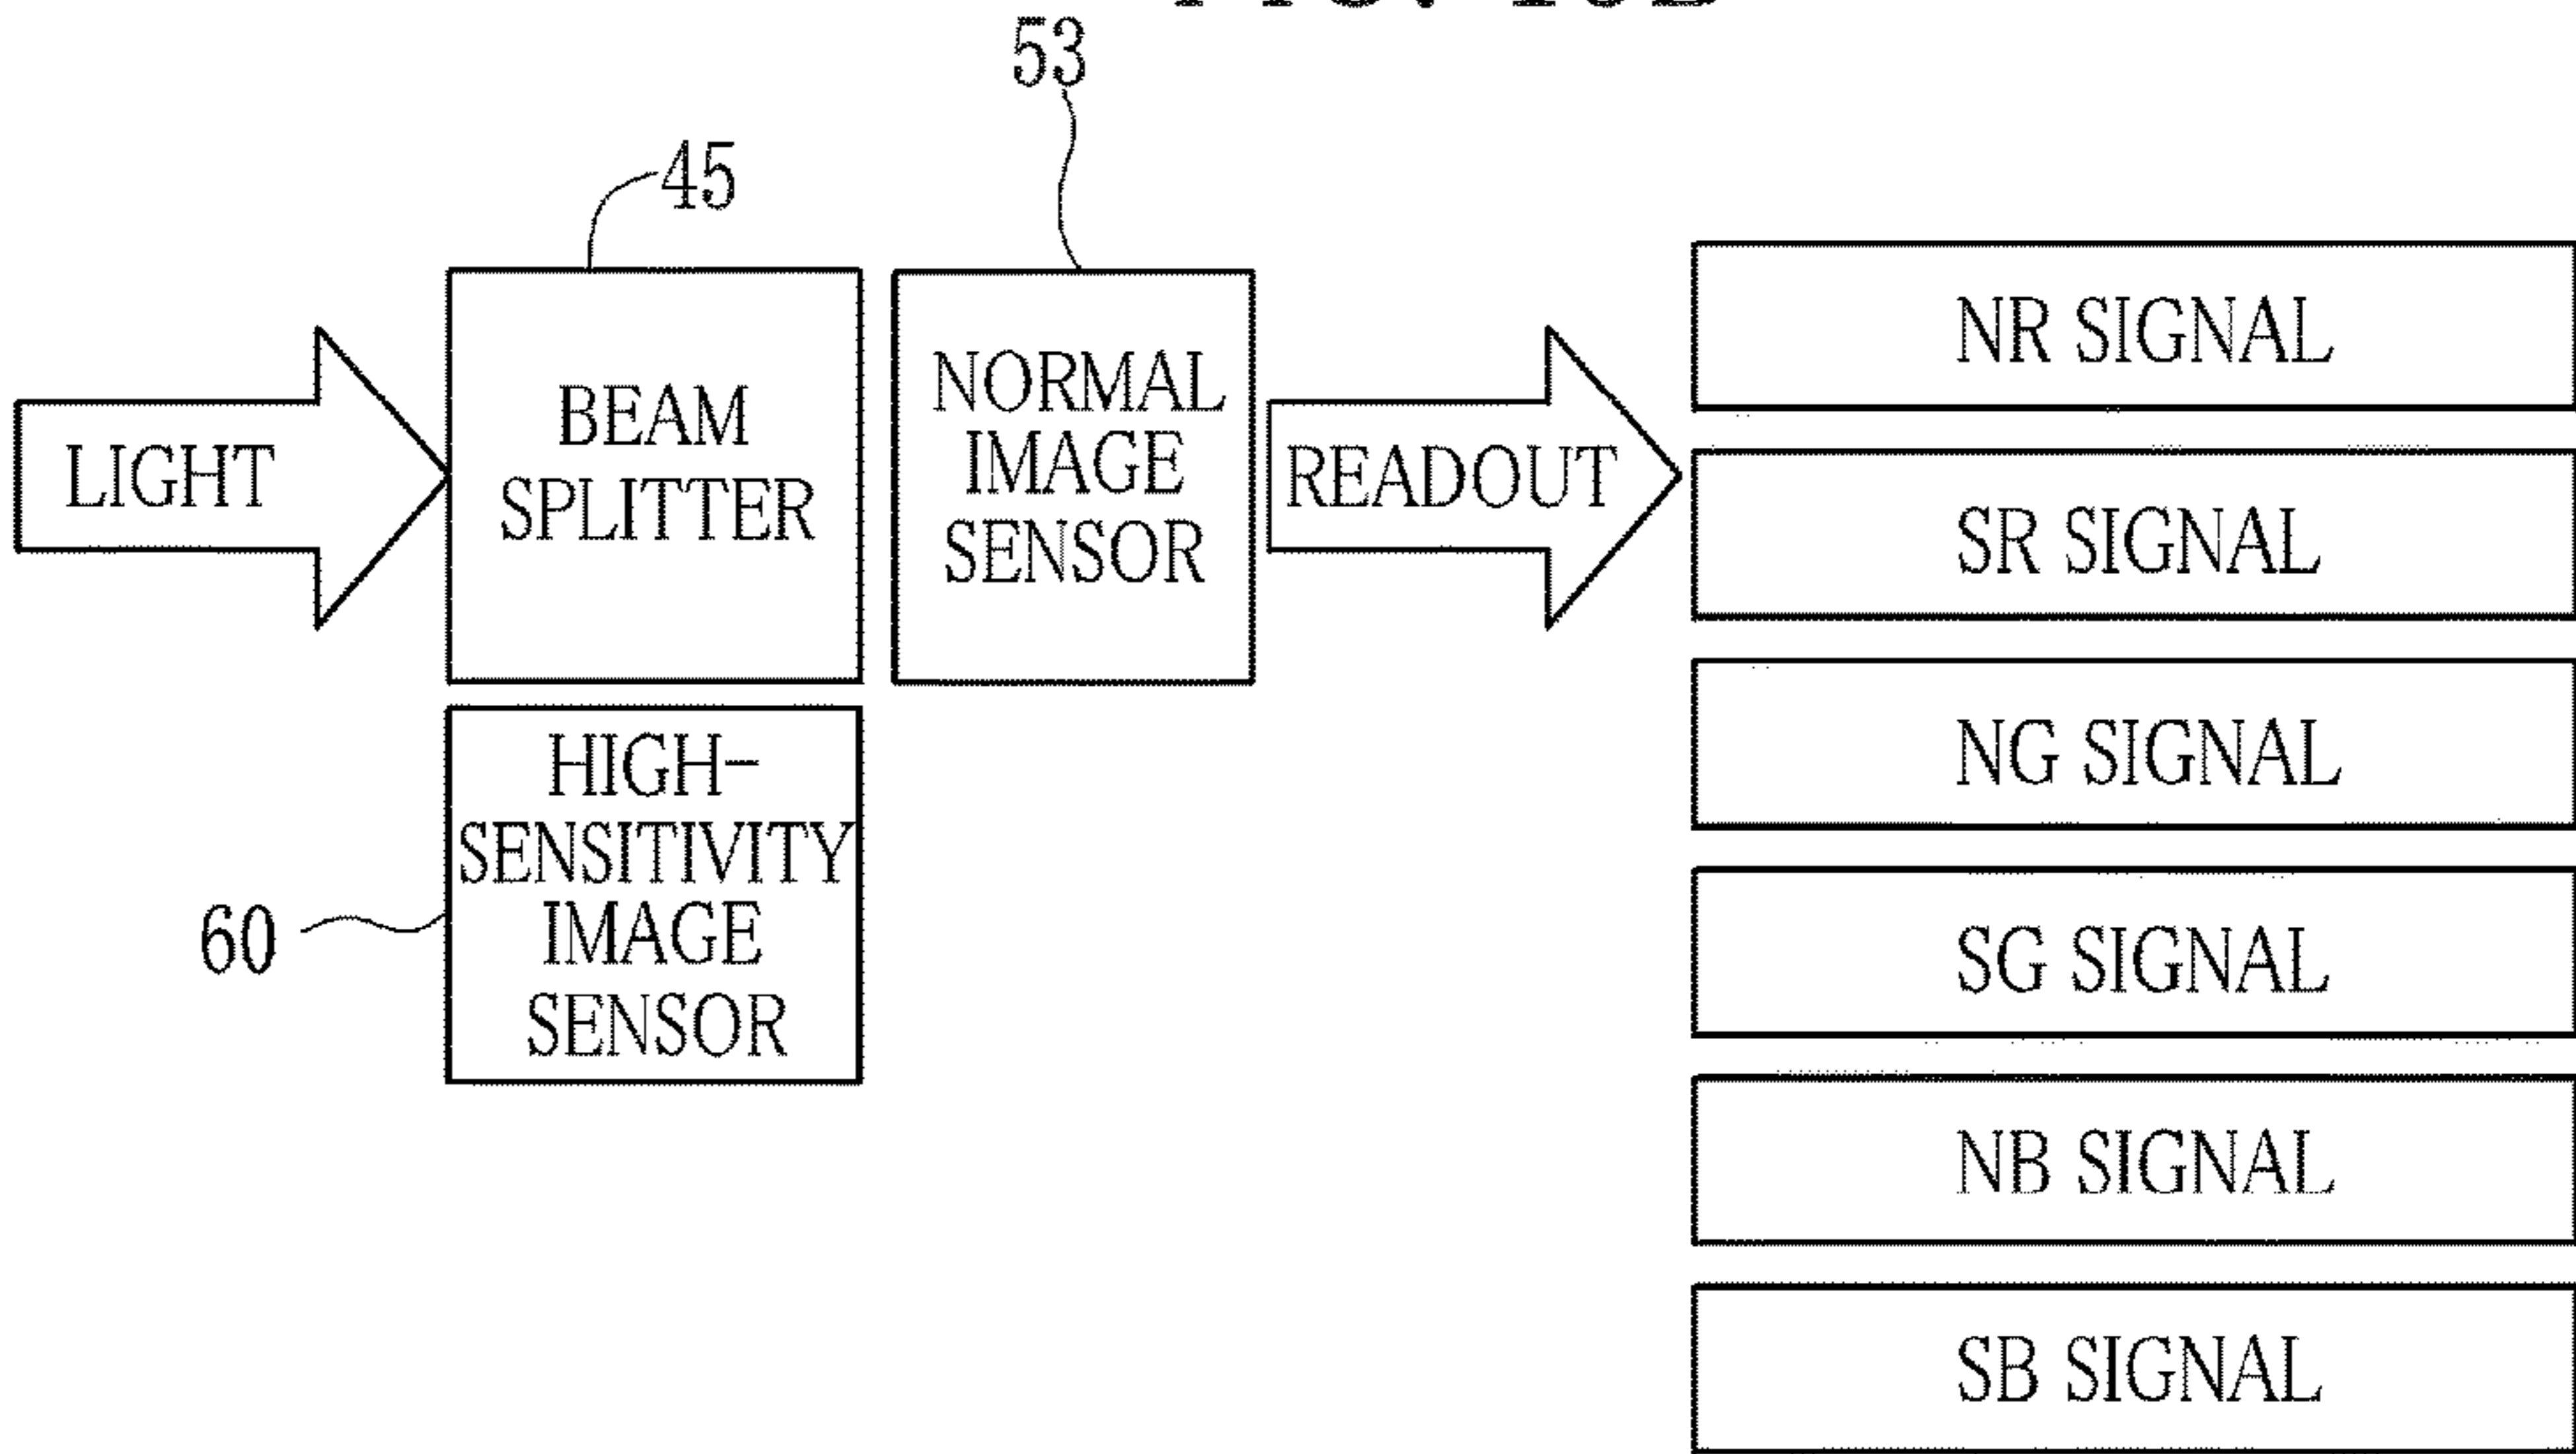 53
45
LIGHT
BEAM
SPLITTER
NORMAL
IMAGE
SENSOR
READOUT
HIGH-
SENSITIVITY
IMAGE
SENSOR
60
NR SIGNAL
SR SIGNAL
NG SIGNAL
SG SIGNAL
NB SIGNAL
SB SIGNAL